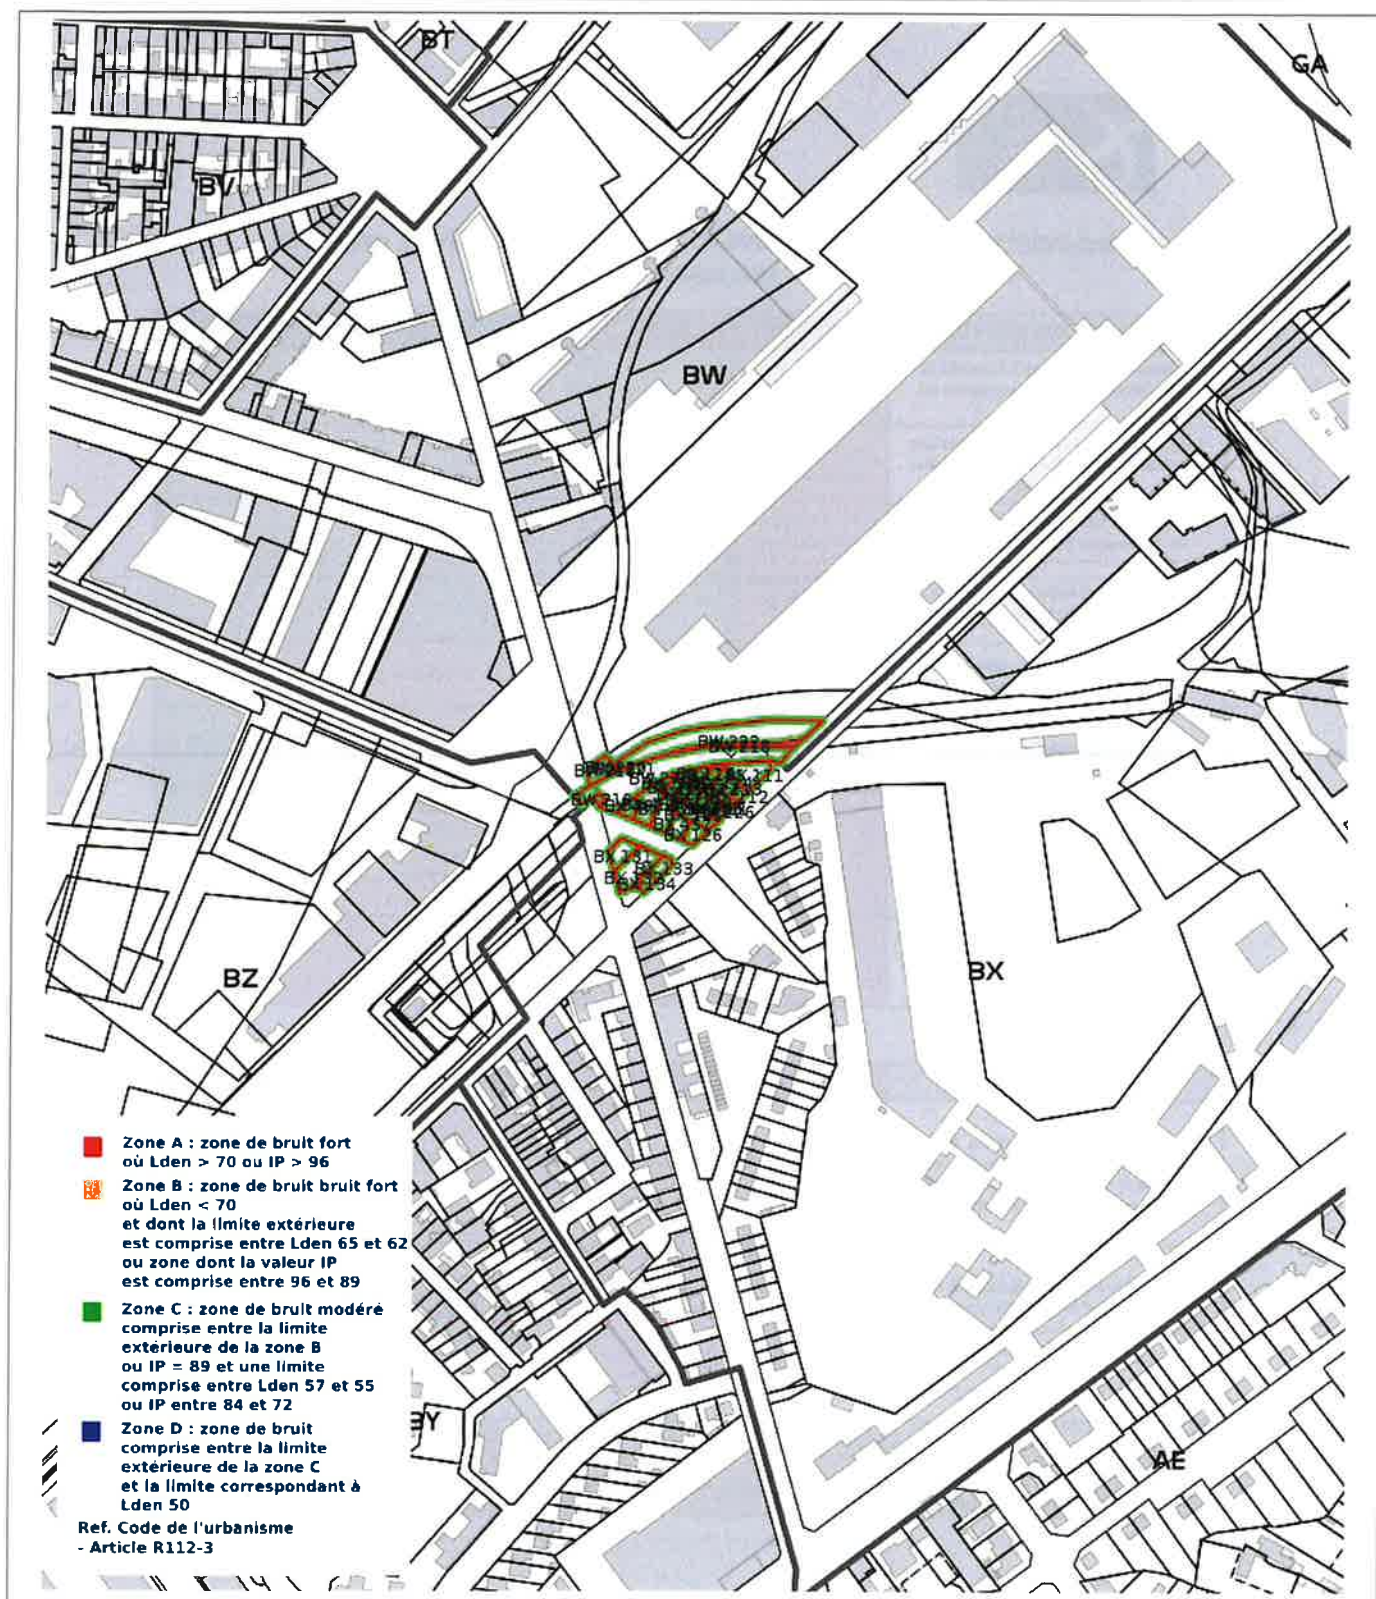 BT
GA
BV
BW
BW 222
BX 111
BX 126
BX 131
BX 133
BX 134
BZ
BX
Zone A : zone de bruit fort
où Lden > 70 ou IP > 96
Zone B : zone de bruit bruit fort
où Lden < 70
et dont la limite extérieure
est comprise entre Lden 65 et 62
ou zone dont la valeur IP
est comprise entre 96 et 89
Zone C : zone de bruit modéré
comprise entre la limite
extérieure de la zone B
ou IP = 89 et une limite
comprise entre Lden 57 et 55
ou IP entre 84 et 72
Zone D : zone de bruit
comprise entre la limite
extérieure de la zone C
et la limite correspondant à
Lden 50
Ref. Code de l'urbanisme
- Article R112-3
BY
AE